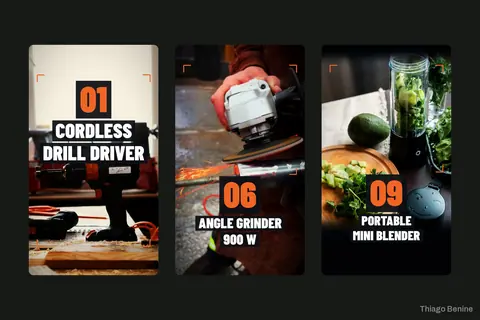 01
CORDLESS
DRILL DRIVER
06
ANGLE GRINDER
900 W
09
PORTABLE
MINI BLENDER
Thiago Benine